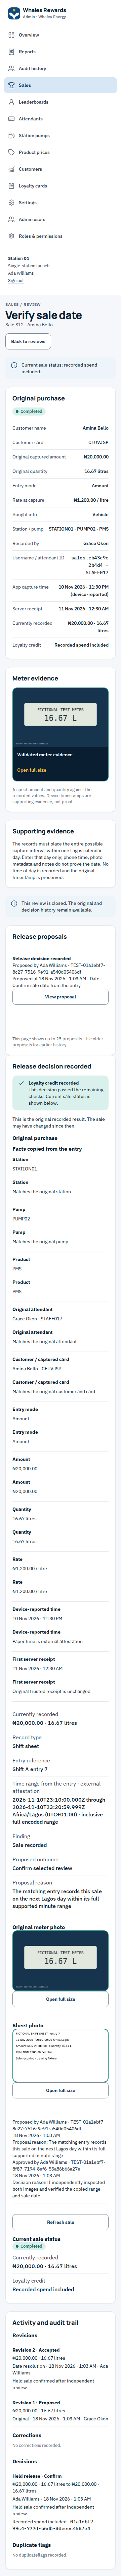 Whales Rewards
Admin · Whales Energy
Overview
Reports
Audit history
Sales
Leaderboards
Attendants
Station pumps
Product prices
Customers
Loyalty cards
Settings
Admin users
Roles & permissions
Station 01
Single-station launch
Ada Williams
Sign out
SALES / REVIEW
Verify sale date
Sale 512 · Amina Bello
Back to reviews
Current sale status: recorded spend
included.
Original purchase
Completed
Customer name Amina Bello
Customer card CFUVJSP
Original captured amount ₦20,000.00
Original quantity 16.67 litres
Entry mode Amount
Rate at capture ₦1,200.00 / litre
Bought into Vehicle
Station / pump STATION01 · PUMP02 · PMS
Recorded by Grace Okon
Username / attendant ID
App capture time 10 Nov 2026 · 11:30 PM
(device-reported)
Server receipt 11 Nov 2026 · 12:30 AM
Currently recorded ₦20,000.00 · 16.67
litres
Loyalty credit Recorded spend included
Meter evidence
FICTIONAL TEST METER
16.67 L
Validated meter evidence
Open full size
Inspect amount and quantity against the
recorded values. Device timestamps are
supporting evidence, not proof.
Supporting evidence
The records must place the entire possible
capture interval within one Lagos calendar
date. Enter that day only; phone time, photo
metadata and notes do not prove the date. No
time of day is recorded and the original
timestamp is preserved.
This review is closed. The original and
decision history remain available.
Release proposals
Release decision recorded
Proposed by Ada Williams · TEST-01a1ebf7-
Proposed at 18 Nov 2026 · 1:03 AM · Date -
Confirm sale date from the entry
View proposal
This page shows up to 25 proposals. Use older
proposals for earlier history.
Release decision recorded
Loyalty credit recorded
This decision passed the remaining
checks. Current sale status is
shown below.
This is the original recorded result. The sale
may have changed since then.
Original purchase
Facts copied from the entry
Station
STATION01
Station
Matches the original station
Pump
PUMP02
Pump
Matches the original pump
Product
PMS
Product
PMS
Original attendant
Grace Okon · STAFF017
Original attendant
Matches the original attendant
Customer / captured card
Amina Bello · CFUVJSP
Customer / captured card
Matches the original customer and card
Entry mode
Amount
Entry mode
Amount
Amount
₦20,000.00
Amount
₦20,000.00
Quantity
16.67 litres
Quantity
16.67 litres
Rate
₦1,200.00 / litre
Rate
₦1,200.00 / litre
Device-reported time
10 Nov 2026 · 11:30 PM
Device-reported time
Paper time is external attestation
First server receipt
11 Nov 2026 · 12:30 AM
First server receipt
Original trusted receipt is unchanged
Currently recorded
₦20,000.00 · 16.67 litres
Record type
Shift sheet
Entry reference
Shift A entry 7
Time range from the entry · external
attestation
2026-11-10T23:10:00.000Z through
2026-11-10T23:20:59.999Z
Africa/Lagos (UTC+01:00) · inclusive
full encoded range
Finding
Sale recorded
Proposed outcome
Confirm selected review
Proposal reason
The matching entry records this sale
on the next Lagos day within its full
supported minute range
Original meter photo
FICTIONAL TEST METER
16.67 L
Open full size
Sheet photo
Open full size
Proposed by Ada Williams · TEST-01a1ebf7-
18 Nov 2026 · 1:03 AM
Proposal reason: The matching entry records
this sale on the next Lagos day within its full
supported minute range
Approved by Ada Williams · TEST-01a1ebf7-
18 Nov 2026 · 1:03 AM
Decision reason: I independently inspected
both images and verified the copied range
and sale date
Refresh sale
Current sale status
Completed
Currently recorded
₦20,000.00 · 16.67 litres
Loyalty credit
Recorded spend included
Activity and audit trail
Revisions
Revision 2 · Accepted
₦20,000.00 · 16.67 litres
Date resolution · 18 Nov 2026 · 1:03 AM · Ada
Williams
Held sale confirmed after independent
review
Revision 1 · Proposed
₦20,000.00 · 16.67 litres
Original · 18 Nov 2026 · 1:03 AM · Grace Okon
Corrections
No corrections recorded.
Decisions
Held release · Confirm
₦20,000.00 · 16.67 litres to ₦20,000.00 ·
16.67 litres
Ada Williams · 18 Nov 2026 · 1:03 AM
Held sale confirmed after independent
review
Recorded spend included ·
Duplicate flags
No duplicate flags recorded.